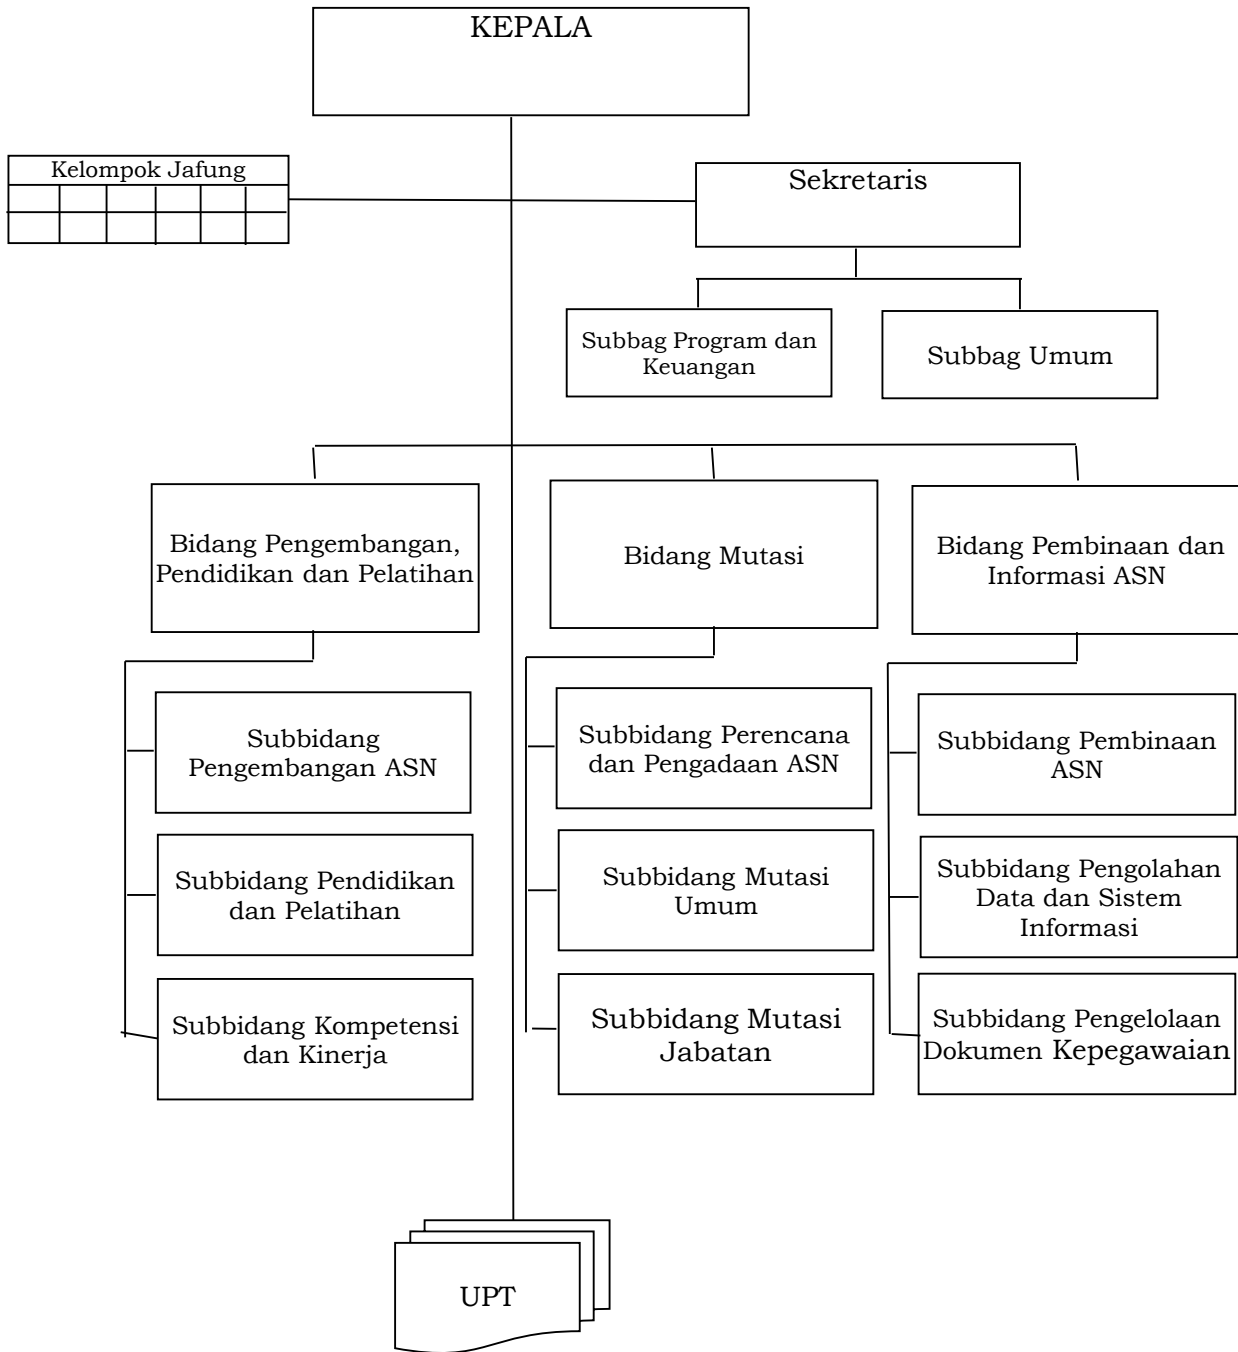 KEPALA
Kelompok Jafung
Sekretaris
Subbag Program dan
Keuangan
Subbag Umum
Bidang Pengembangan,
Pendidikan dan Pelatihan
Bidang Mutasi
Bidang Pembinaan dan
Informasi ASN
Subbidang
Pengembangan ASN
Subbidang Perencana
dan Pengadaan ASN
Subbidang Pembinaan
ASN
Subbidang Pendidikan
dan Pelatihan
Subbidang Mutasi
Umum
Subbidang Pengolahan
Data dan Sistem
Informasi
Subbidang Kompetensi
dan Kinerja
Subbidang Mutasi
Jabatan
Subbidang Pengelolaan
Dokumen Kepegawaian
UPT